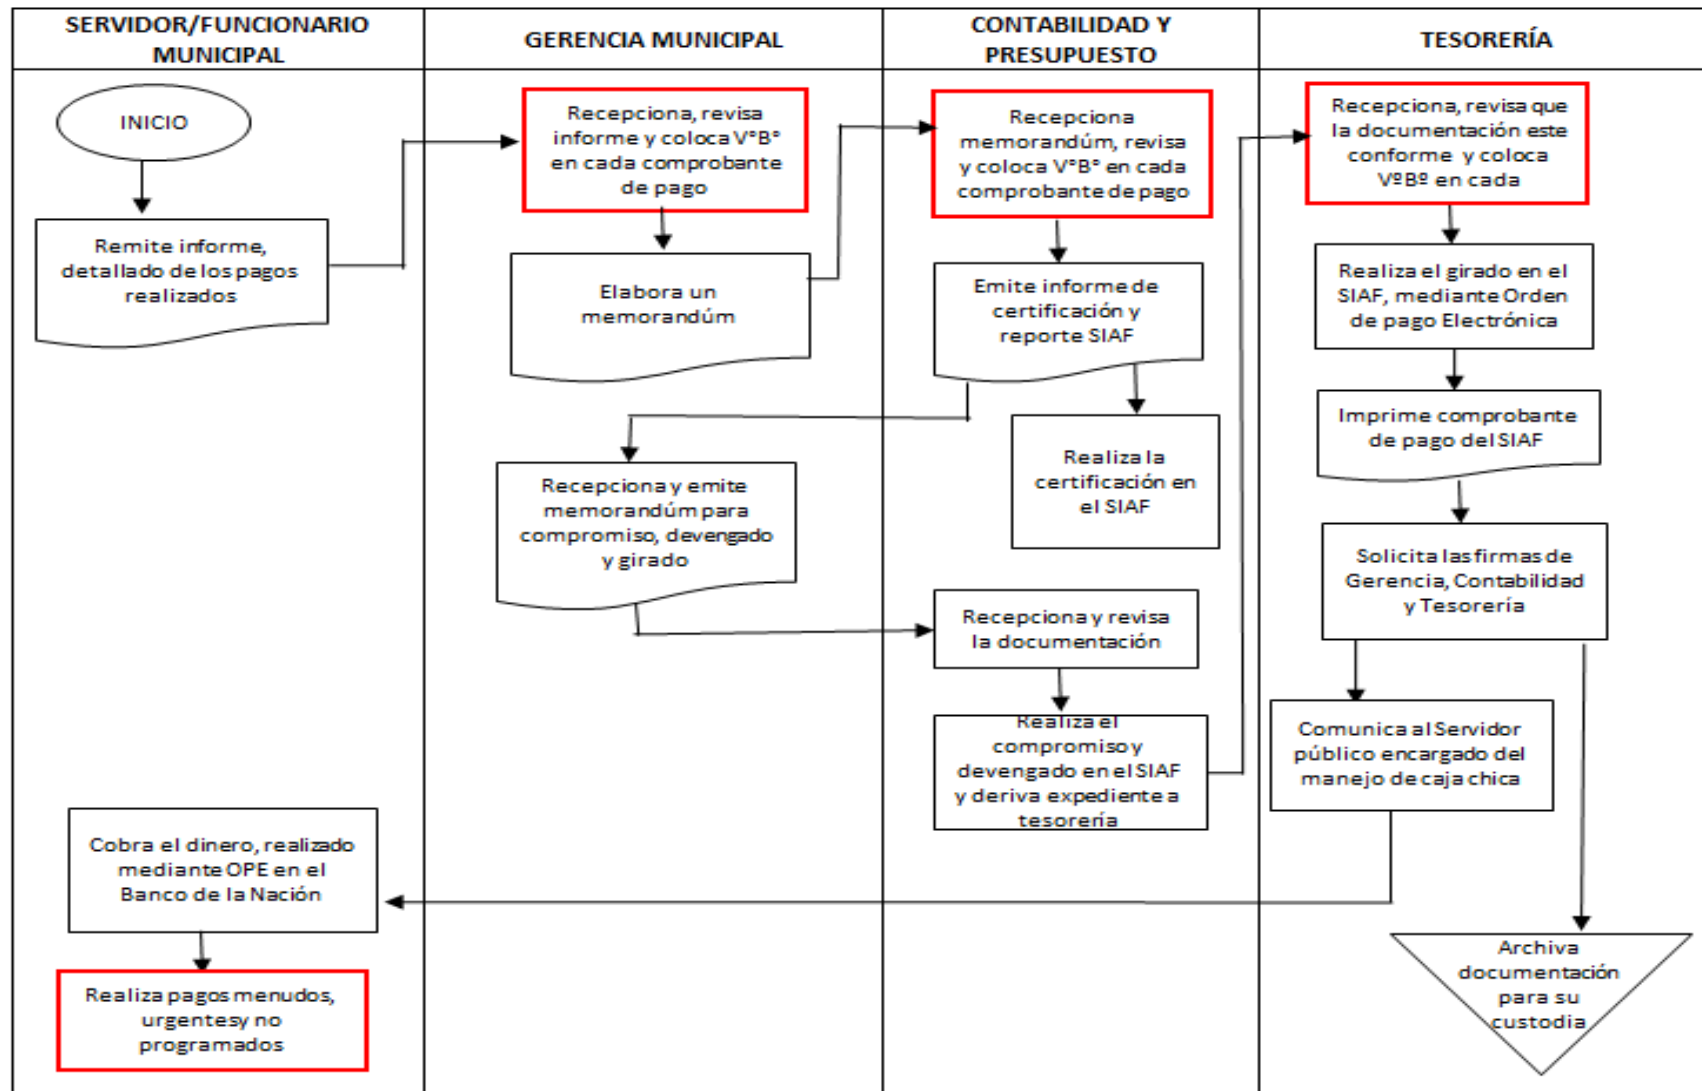 SERVIDOR/FUNCIONARIO
MUNICIPAL
GERENCIA MUNICIPAL
CONTABILIDAD Y
PRESUPUESTO
TESORERÍA
INICIO
Remite informe,
detallado de los pagos
realizados
Recepciona, revisa
informe y coloca V°B°
en cada comprobante
de pago
Elabora un
memorandúm
Recepciona
memorandúm, revisa
y coloca V°B° en cada
comprobante de pago
Emite informe de
certificación y
reporte SIAF
Realiza la
certificación en
el SIAF
Recepciona y emite
memorandúm para
compromiso, devengado
y girado
Recepciona y revisa
la documentación
Realiza el
compromiso y
devengado en el SIAF
y deriva expediente a
tesorería
Recepciona, revisa que
la documentación este
conforme y coloca
VºBº en cada
Realiza el girado en el
SIAF, mediante Orden
de pago Electrónica
Imprime comprobante
de pago del SIAF
Solicita las firmas de
Gerencia, Contabilidad
y Tesorería
Comunica al Servidor
público encargado del
manejo de caja chica
Archiva
documentación
para su
custodia
Cobra el dinero, realizado
mediante OPE en el
Banco de la Nación
Realiza pagos menudos,
urgentesy no
programados